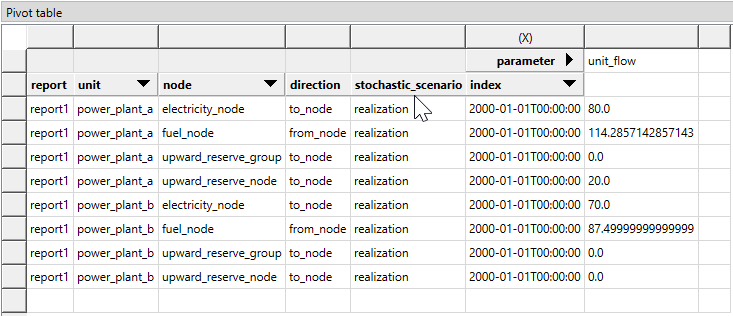 Pivot table
(X)
parameter unit_flow
report unit node direction stochastic_scenario index
report1 power_plant_a electricity_node to_node realization 2000-01-01T00:00:00 80.0
report1 power_plant_a fuel_node from_node realization 2000-01-01T00:00:00 114.2857142857143
report1 power_plant_a upward_reserve_group to_node realization 2000-01-01T00:00:00 0.0
report1 power_plant_a upward_reserve_node to_node realization 2000-01-01T00:00:00 20.0
report1 power_plant_b electricity_node to_node realization 2000-01-01T00:00:00 70.0
report1 power_plant_b fuel_node from_node realization 2000-01-01T00:00:00 87.49999999999999
report1 power_plant_b upward_reserve_group to_node realization 2000-01-01T00:00:00 0.0
report1 power_plant_b upward_reserve_node to_node realization 2000-01-01T00:00:00 0.0